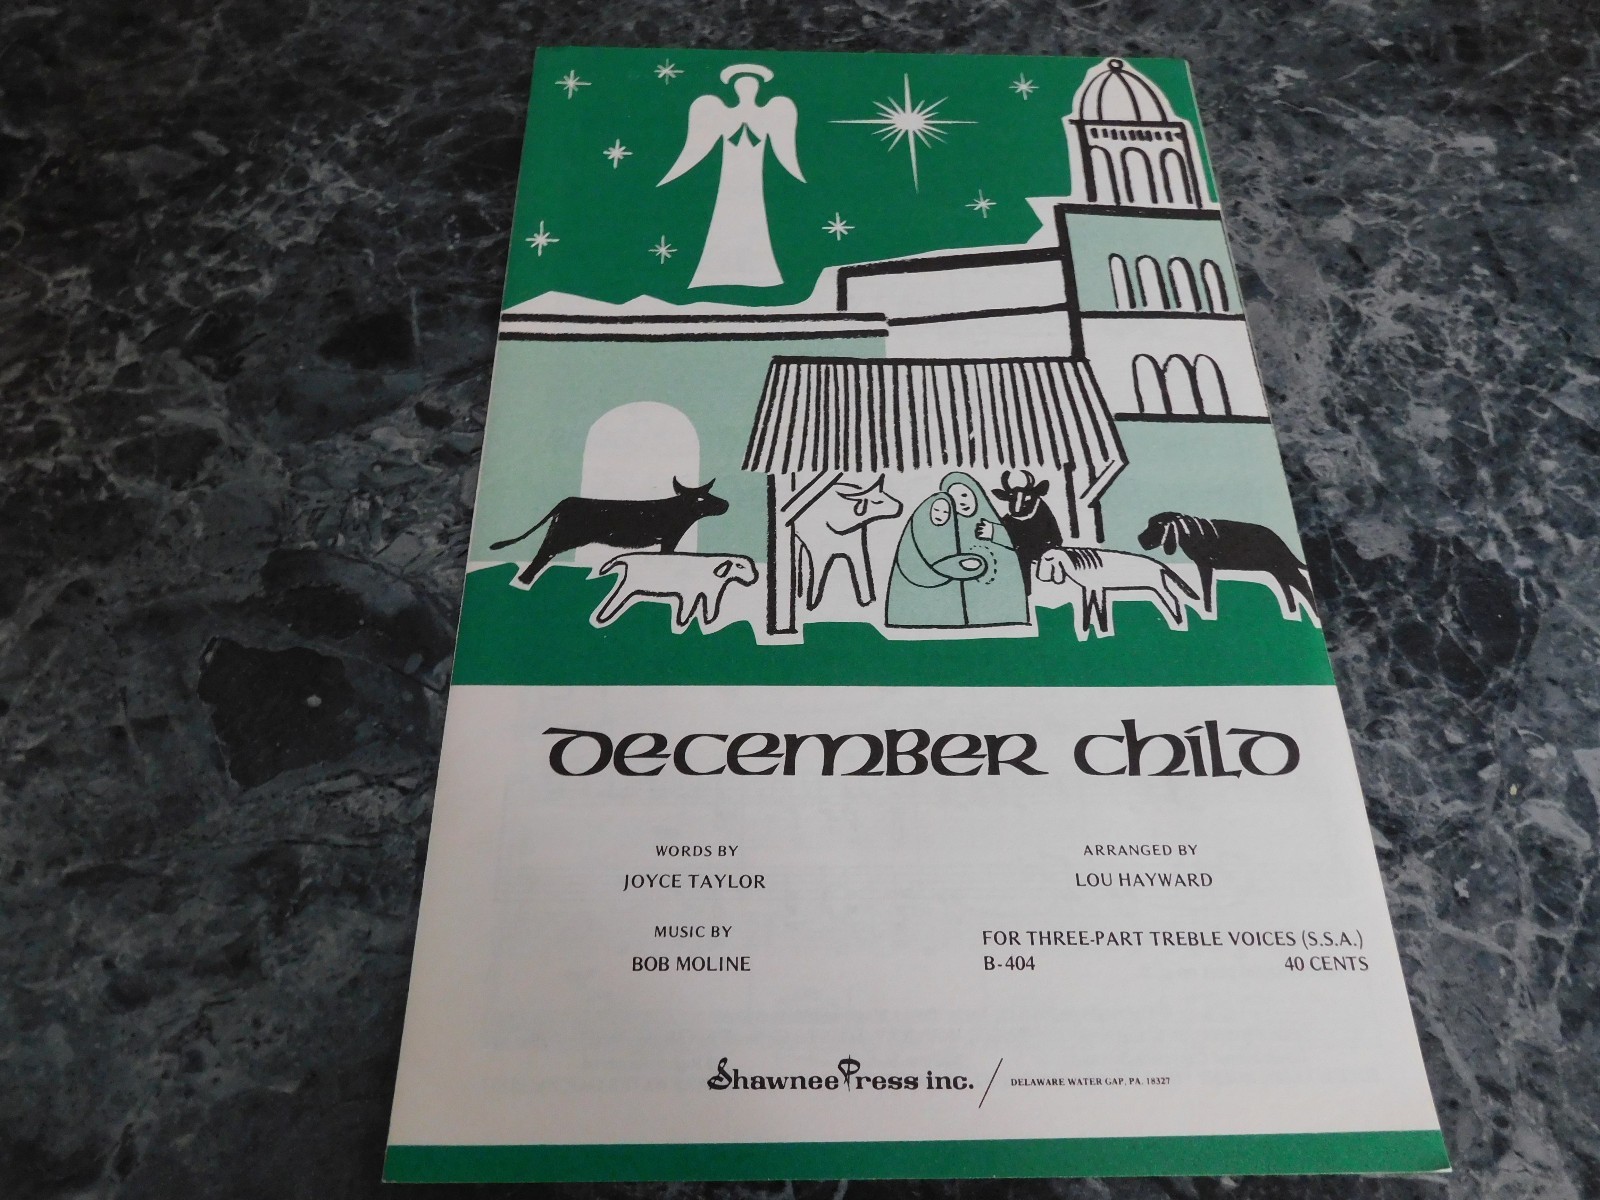 December Child
WORDS BY
JOYCE TAYLOR
MUSIC BY
BOB MOLINE
ARRANGED BY
LOU HAYWARD
FOR THREE-PART TREBLE VOICES (S.S.A.)
B-404 40 CENTS
Shawnee Press inc. / DELAWARE WATER GAP, PA. 18327